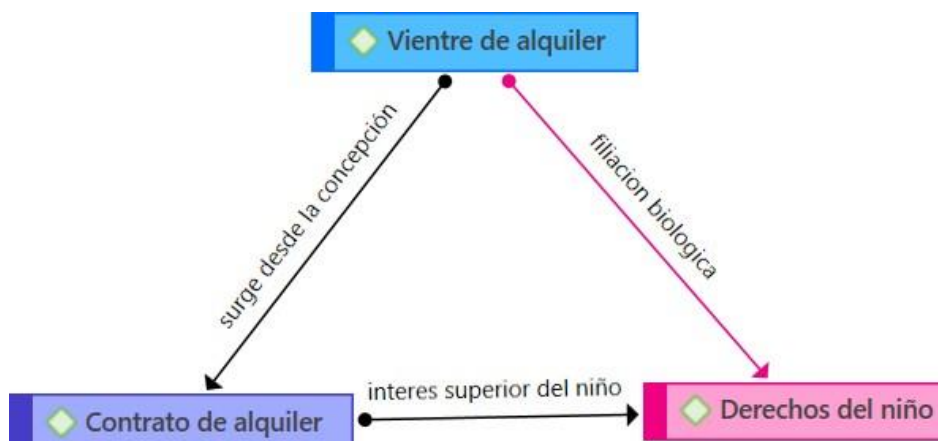 Vientre de alquiler
surge desde la concepción
filiacion biologica
interes superior del niño
Contrato de alquiler
Derechos del niño